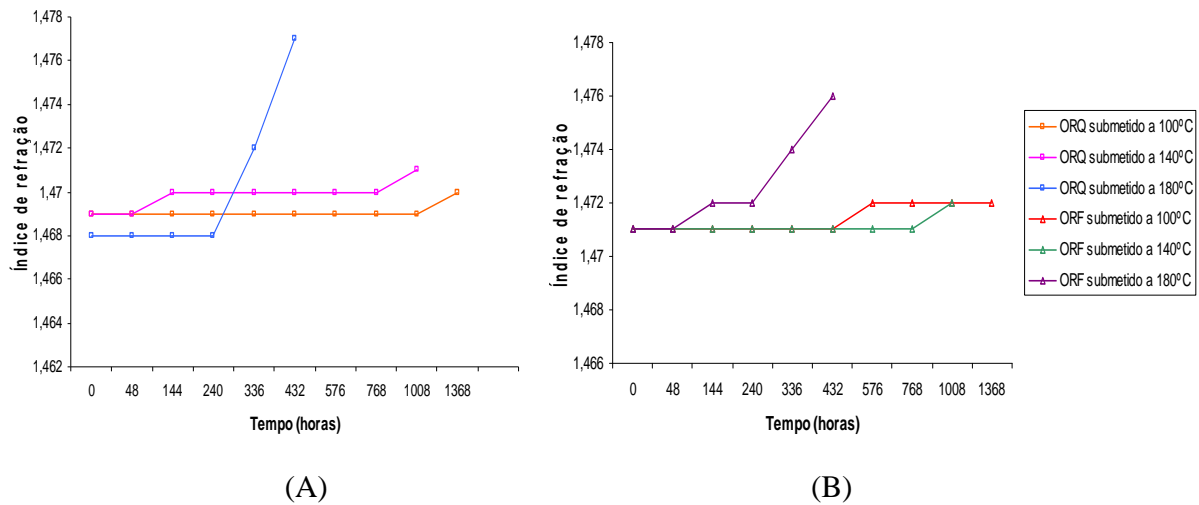 1,478
1,476
1,474
1,472
1,47
1,468
1,466
1,464
1,462
Índice de refração
0 48 144 240 336 432 576 768 1008 1368
Tempo (horas)
(A)
1,478
1,476
1,474
1,472
1,47
1,468
1,466
Índice de refração
0 48 144 240 336 432 576 768 1008 1368
Tempo (horas)
(B)
ORQ submetido a 100ºC
ORQ submetido a 140ºC
ORQ submetido a 180ºC
ORF submetido a 100ºC
ORF submetido a 140ºC
ORF submetido a 180ºC